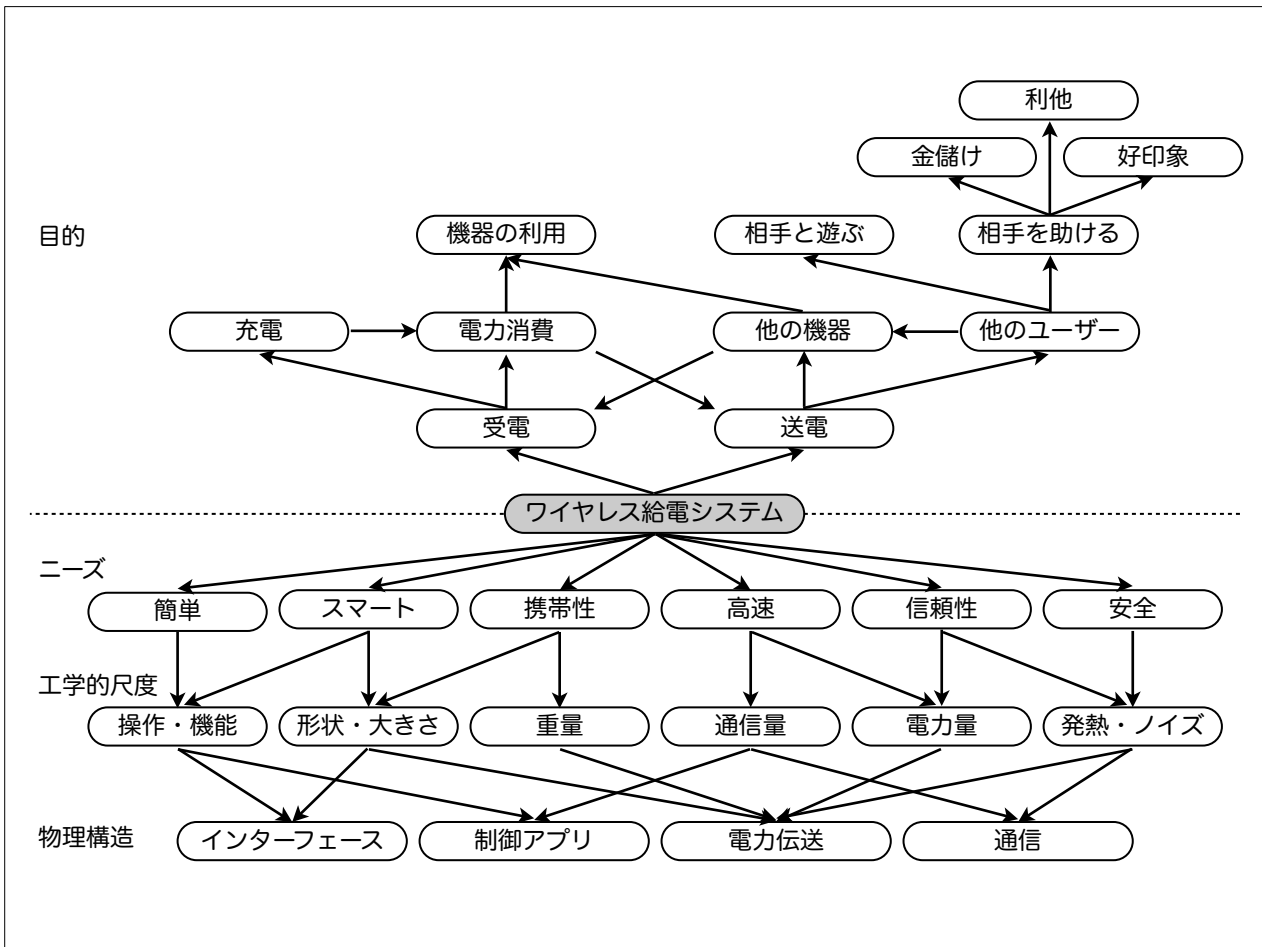 利他
金儲け
好印象
目的
機器の利用
相手と遊ぶ
相手を助ける
充電
電力消費
他の機器
他のユーザー
受電
送電
ワイヤレス給電システム
ニーズ
簡単
スマート
携帯性
高速
信頼性
安全
工学的尺度
操作・機能
形状・大きさ
重量
通信量
電力量
発熱・ノイズ
物理構造
インターフェース
制御アプリ
電力伝送
通信